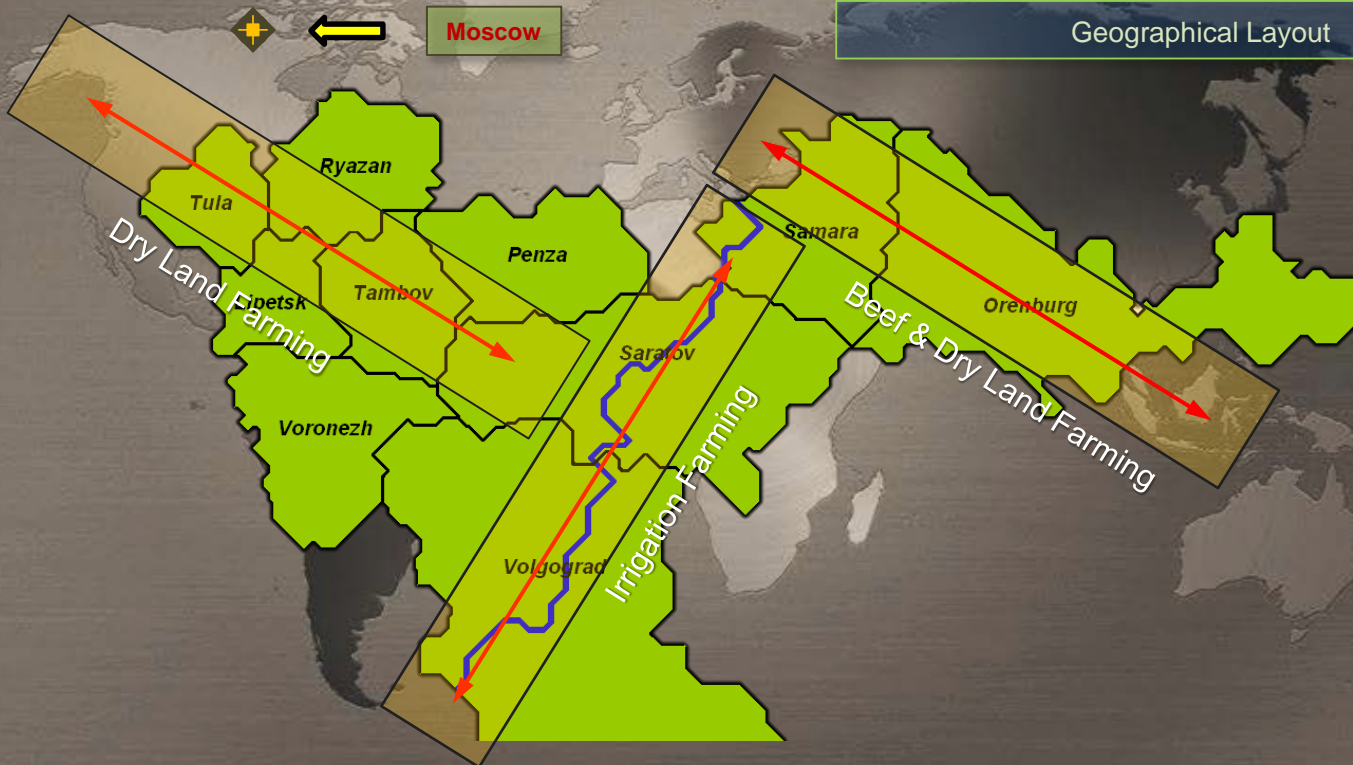 Moscow
Geographical Layout
Ryazan
Tula
Penza
Samara
Dry Land Farming
Lipetsk
Tambov
Orenburg
Saratov
Beef & Dry Land Farming
Voronezh
Irrigation Farming
Volgograd